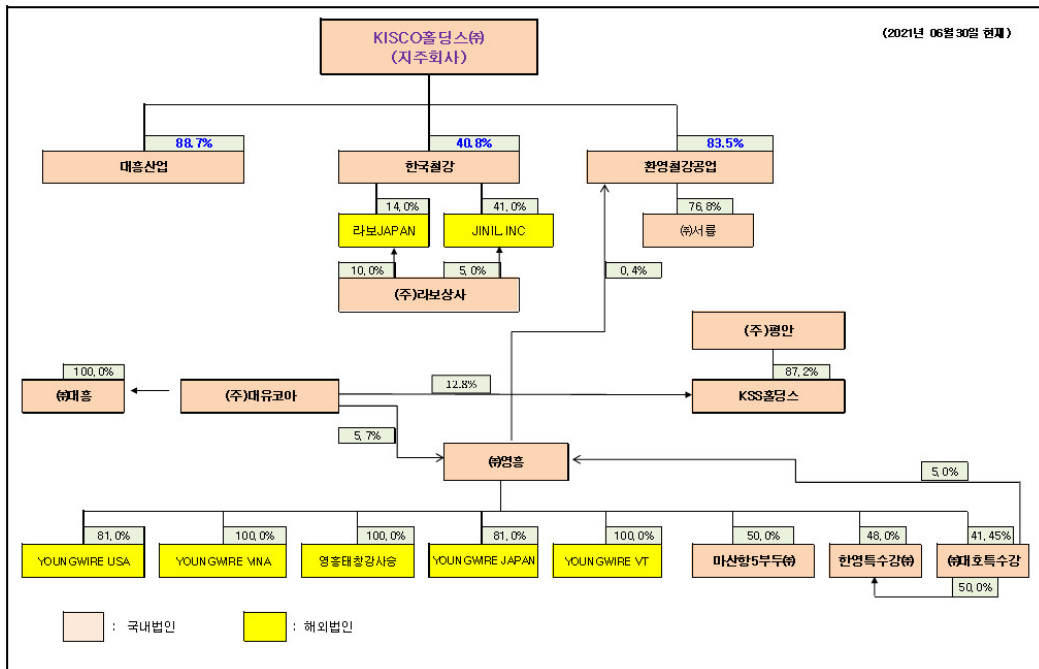 KISCO홀딩스㈜
(지주회사)
(2021년 06월30일 현재)
88.7%
대흥산업
40.8%
한국철강
83.5%
환영철강공업
14.0%
라보JAPAN
41.0%
JINIL INC
76.8%
㈜서륭
10.0%
5.0%
(주)라보상사
0.4%
(주)평안
87.2%
KSS홀딩스
100.0%
㈜대흥
(주)대유코아
12.8%
5.7%
㈜영흥
5.0%
81.0%
YOUNGWIRE USA
100.0%
YOUNGWIRE VINA
100.0%
영흥태창강사승
81.0%
YOUNGWIRE JAPAN
100.0%
YOUNGWIRE VT
50.0%
마산항5부두㈜
48.0%
한영특수강㈜
41.45%
㈜대호특수강
50.0%
: 국내법인
: 해외법인